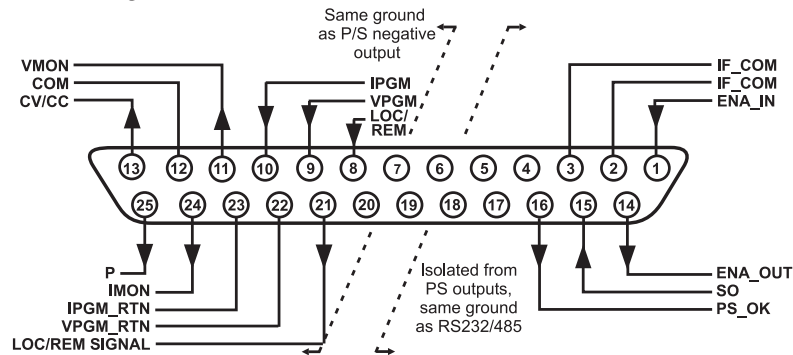 Same ground
as P/S negative
output
VMON
COM
CV/CC
IPGM
VPGM
LOC/
REM
IF_COM
IF_COM
ENA_IN
13 12 11 10 9 8 7 6 5 4 3 2 1
25 24 23 22 21 20 19 18 17 16 15 14
P
IMON
IPGM_RTN
VPGM_RTN
LOC/REM SIGNAL
Isolated from
PS outputs,
same ground
as RS232/485
ENA_OUT
SO
PS_OK